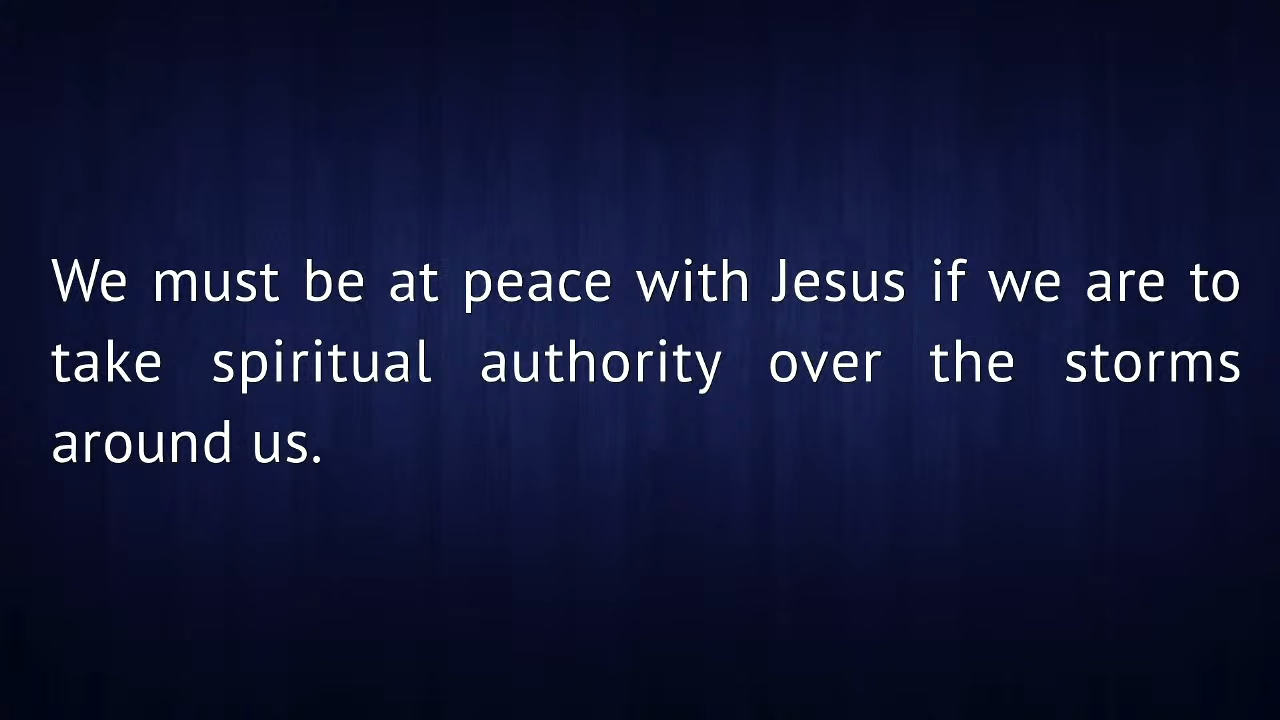 We must be at peace with Jesus if we are to
take spiritual authority over the storms
around us.